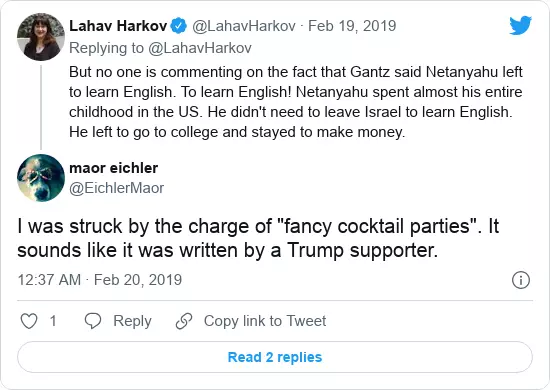 Lahav Harkov @LahavHarkov · Feb 19, 2019
Replying to @LahavHarkov
But no one is commenting on the fact that Gantz said Netanyahu left
to learn English. To learn English! Netanyahu spent almost his entire
childhood in the US. He didn't need to leave Israel to learn English.
He left to go to college and stayed to make money.
maor eichler
@EichlerMaor
I was struck by the charge of "fancy cocktail parties". It
sounds like it was written by a Trump supporter.
12:37 AM · Feb 20, 2019
1 Reply Copy link to Tweet
Read 2 replies